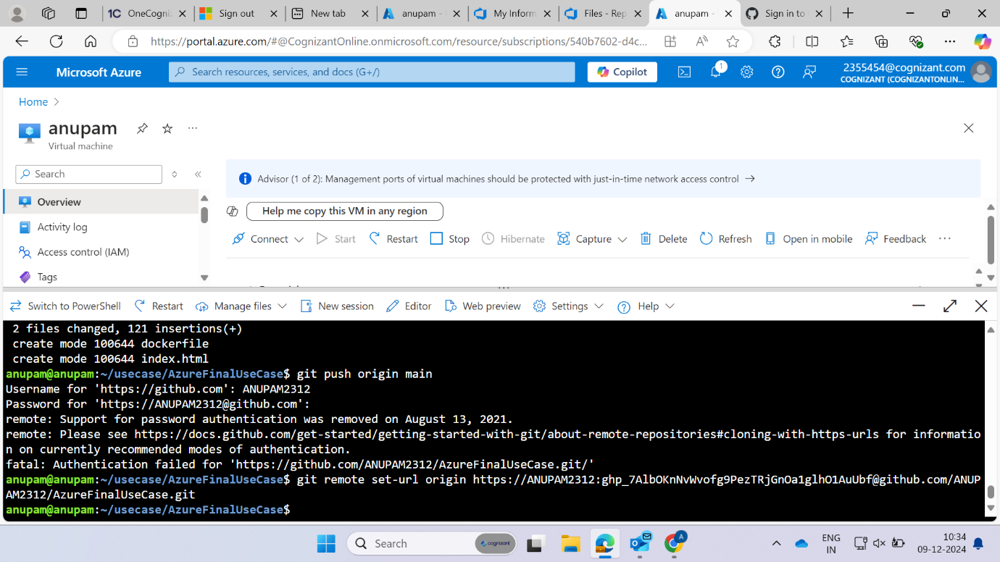 OneCogniz
Sign out
New tab
anupam -
My Inform
Files - Rep
anupam -
Sign in to
https://portal.azure.com/#@CognizantOnline.onmicrosoft.com/resource/subscriptions/540b7602-d4c...
Microsoft Azure
Search resources, services, and docs (G+/)
Copilot
1
2355454@cognizant.com
COGNIZANT (COGNIZANTONLIN...
Home
anupam
Virtual machine
Search
Advisor (1 of 2): Management ports of virtual machines should be protected with just-in-time network access control →
Overview
Help me copy this VM in any region
Activity log
Connect Start Restart Stop Hibernate Capture Delete Refresh Open in mobile Feedback
Access control (IAM)
Tags
Switch to PowerShell Restart Manage files New session Editor Web preview Settings Help
2 files changed, 121 insertions(+)
create mode 100644 dockerfile
create mode 100644 index.html
anupam@anupam:~/usecase/AzureFinalUseCase$ git push origin main
Username for 'https://github.com': ANUPAM2312
Password for 'https://ANUPAM2312@github.com':
remote: Support for password authentication was removed on August 13, 2021.
remote: Please see https://docs.github.com/get-started/getting-started-with-git/about-remote-repositories#cloning-with-https-urls for informatio
n on currently recommended modes of authentication.
fatal: Authentication failed for 'https://github.com/ANUPAM2312/AzureFinalUseCase.git/'
anupam@anupam:~/usecase/AzureFinalUseCase$ git remote set-url origin https://ANUPAM2312: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@github.com/ANUP
AM2312/AzureFinalUseCase.git
anupam@anupam:~/usecase/AzureFinalUseCase$
Search
cognizant
ENG
IN
10:34
09-12-2024